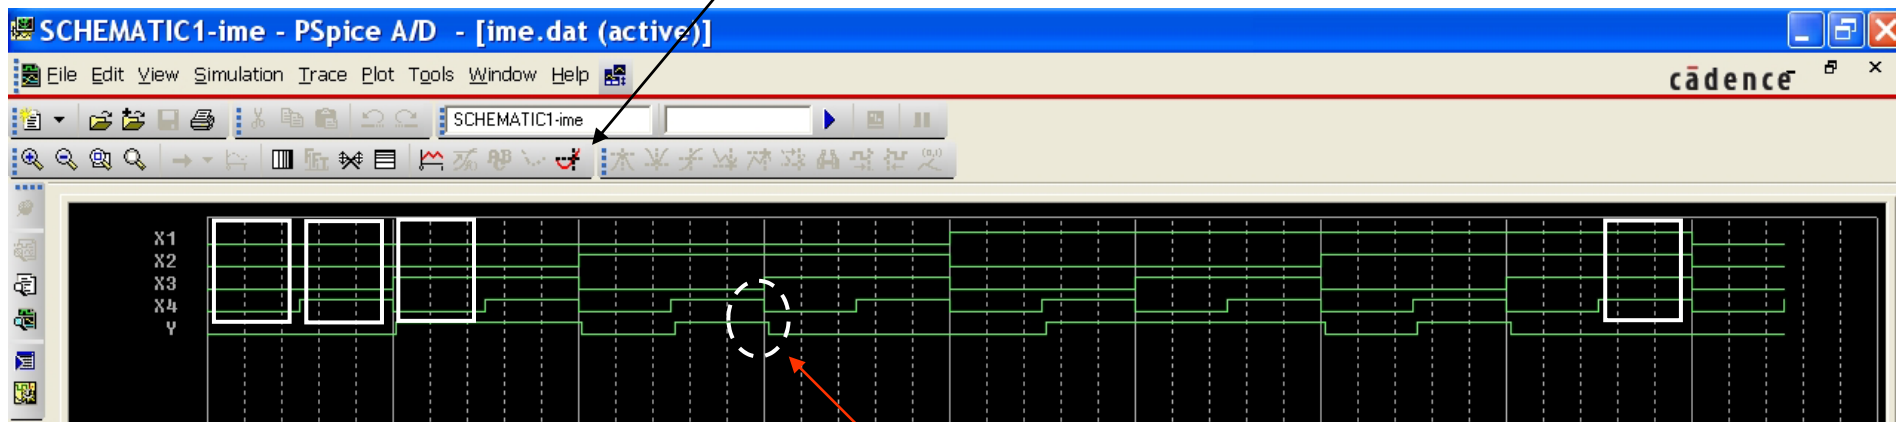 SCHEMATIC1-ime - PSpice A/D - [ime.dat (active)]
File Edit View Simulation Trace Plot Tools Window Help
cādence
SCHEMATIC1-ime
X1
X2
X3
X4
Y